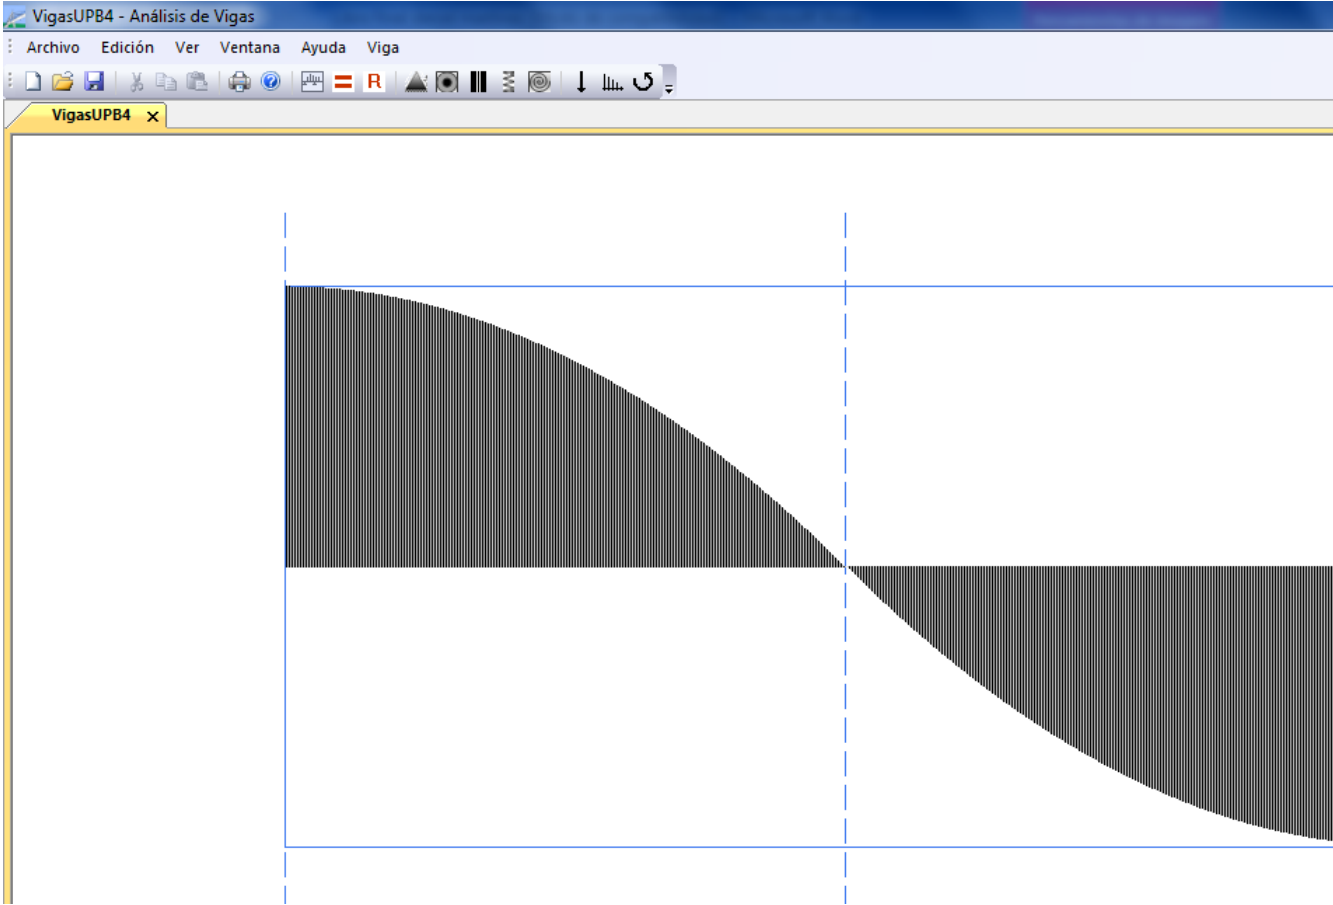 VigasUPB4 - Análisis de Vigas
Archivo Edición Ver Ventana Ayuda Viga
R
VigasUPB4 x